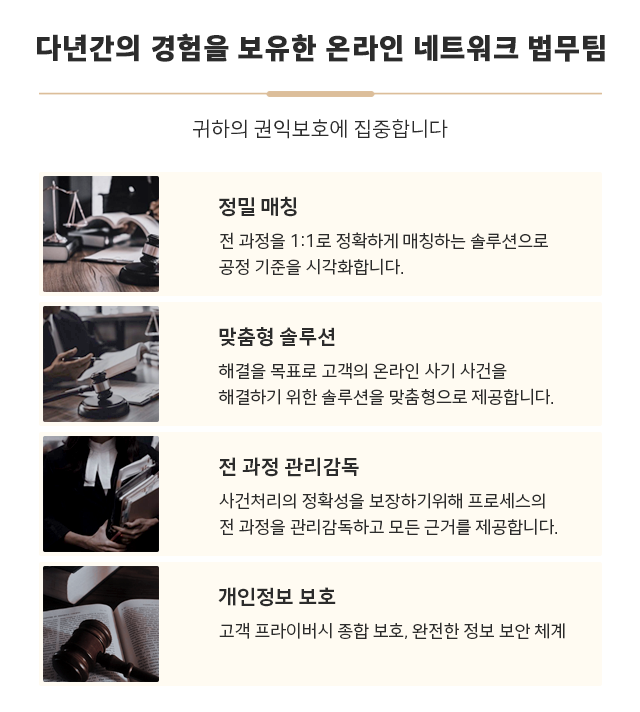 다년간의 경험을 보유한 온라인 네트워크 법무팀
귀하의 권익보호에 집중합니다
정밀 매칭
전 과정을 1:1로 정확하게 매칭하는 솔루션으로
공정 기준을 시각화합니다.
맞춤형 솔루션
해결을 목표로 고객의 온라인 사기 사건을
해결하기 위한 솔루션을 맞춤형으로 제공합니다.
전 과정 관리감독
사건처리의 정확성을 보장하기위해 프로세스의
전 과정을 관리감독하고 모든 근거를 제공합니다.
개인정보 보호
고객 프라이버시 종합 보호, 완전한 정보 보안 체계